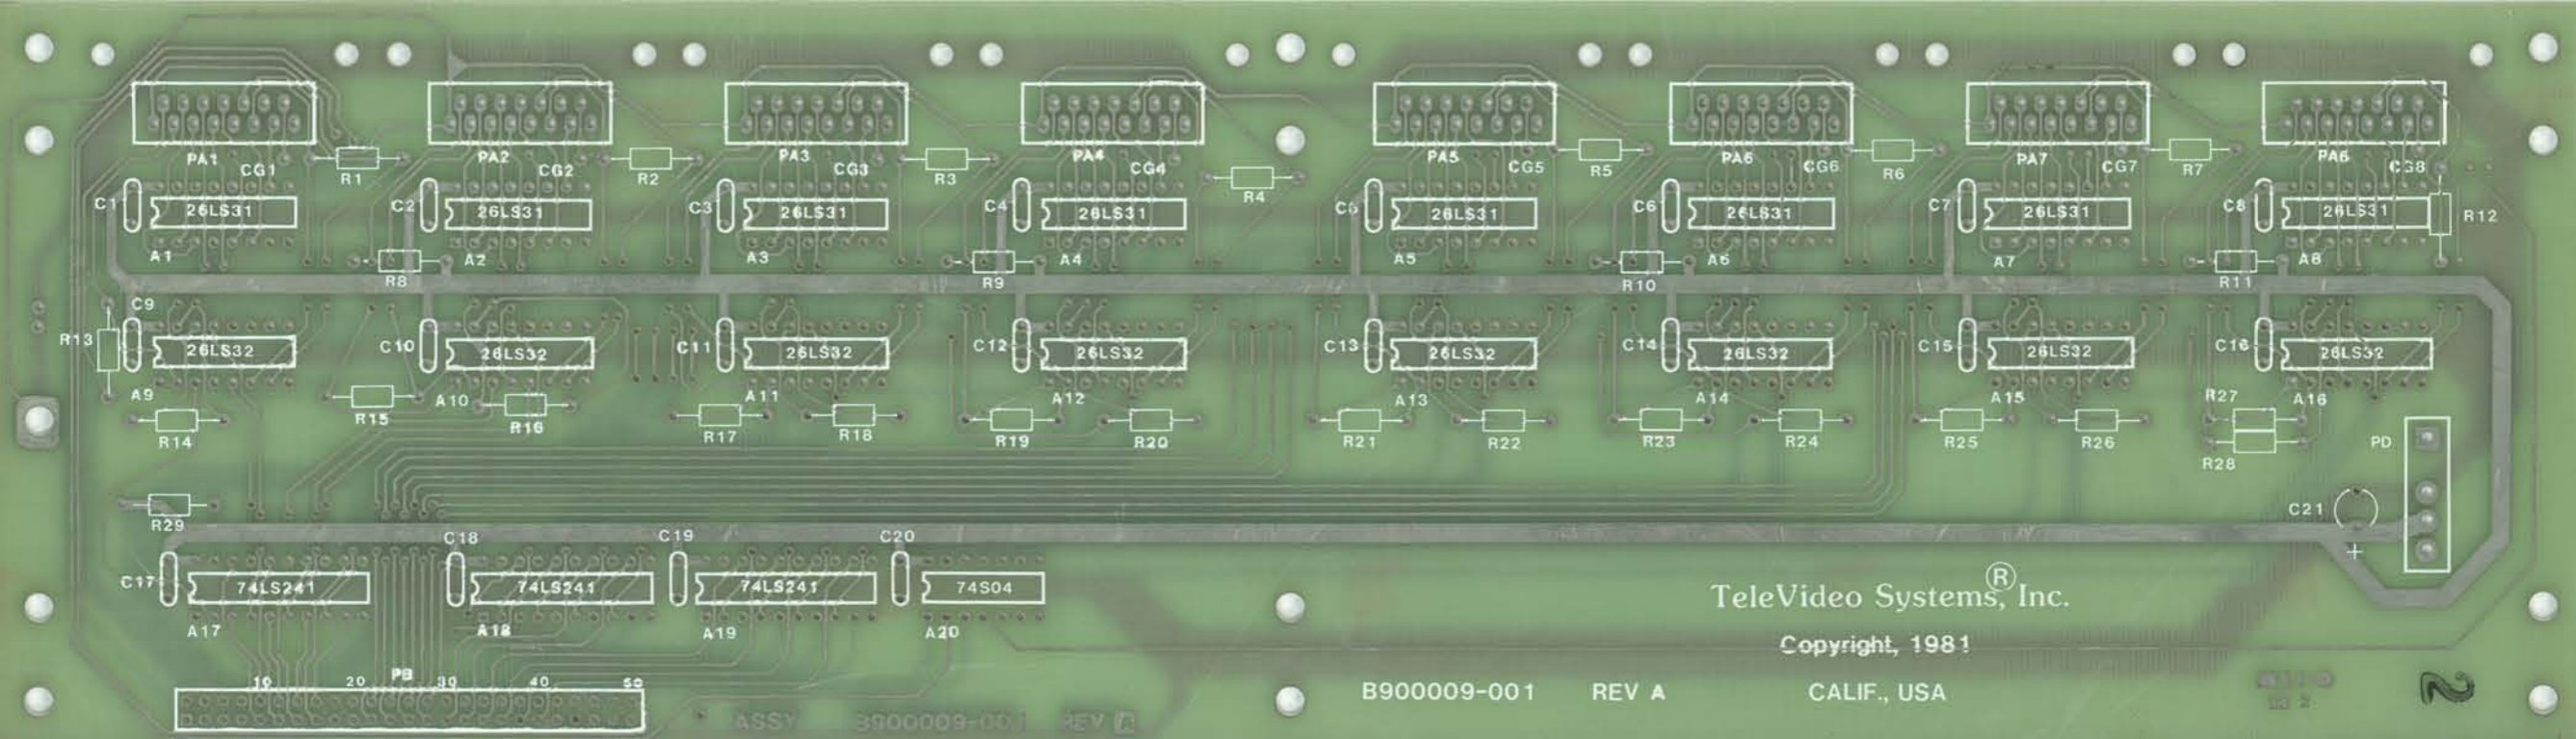 PA1 PA2 PA3 PA4 PA5 PA6 PA7 PA6
CG1 R1 CG2 R2 CG3 R3 CG4 R4 CG5 R5 CG6 R6 CG7 R7 CG8
C1 26LS31 C2 26LS31 C3 26LS31 C4 26LS31 26LS31 C6 26LS31 C7 26LS31 C8 26LS31 R12
A1 A2 A3 A4 A5 A6 A7 A8
R8 R9 R10 R11
C9
R13 26LS32 C10 26LS32 C11 26LS32 C12 26LS32 C13 26LS32 C14 26LS32 C15 26LS32 C16 26LS32
A9 A10 A11 A12 A13 A14 A15 R27 A16
R14 R15 R16 R17 R18 R19 R20 R21 R22 R23 R24 R25 R26 PD
R28
R29 C21
C18 C19 C20
+
C17 74LS241 74LS241 74LS241 74S04
A17 A18 A19 A20
TeleVideo Systems,® Inc.
Copyright, 1981
PB
10 20 30 40 50
B900009-001 REV A CALIF., USA
2
ASSY B900009-001 REV A